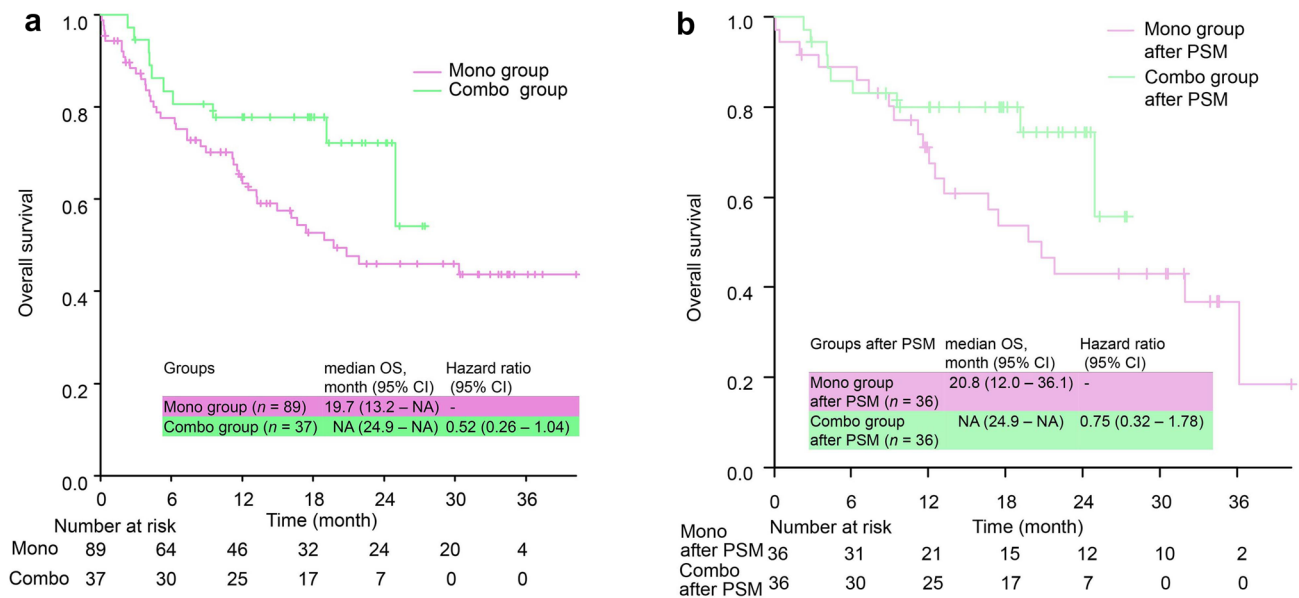 a
1.0
0.8
0.6
0.4
0.2
0.0
Overall survival
Mono group
Combo group
Groups median OS, Hazard ratio
month (95% CI) (95% CI)
Mono group (n = 89) 19.7 (13.2 – NA) -
Combo group (n = 37) NA (24.9 – NA) 0.52 (0.26 – 1.04)
0 6 12 18 24 30 36
Number at risk Time (month)
Mono 89 64 46 32 24 20 4
Combo 37 30 25 17 7 0 0
b
1.0
0.8
0.6
0.4
0.2
0.0
Overall survival
Mono group
after PSM
Combo group
after PSM
Groups after PSM median OS, Hazard ratio
month (95% CI) (95% CI)
Mono group 20.8 (12.0 – 36.1) -
after PSM (n = 36)
Combo group NA (24.9 – NA) 0.75 (0.32 – 1.78)
after PSM (n = 36)
0 6 12 18 24 30 36
Number at risk Time (month)
Mono
after PSM 36 31 21 15 12 10 2
Combo
after PSM 36 30 25 17 7 0 0